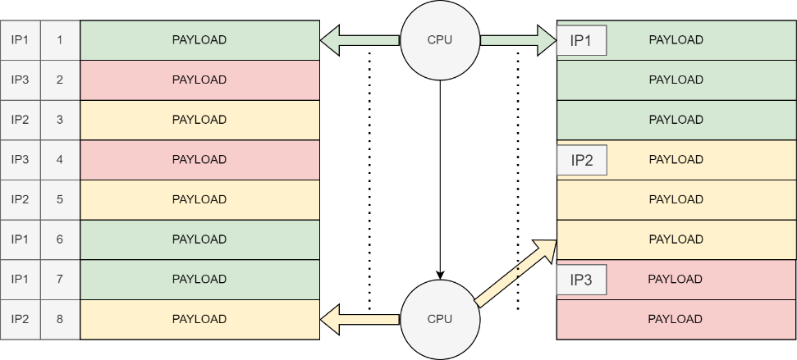 IP1 1 PAYLOAD CPU IP1 PAYLOAD
IP3 2 PAYLOAD PAYLOAD
IP2 3 PAYLOAD PAYLOAD
IP3 4 PAYLOAD IP2 PAYLOAD
IP2 5 PAYLOAD PAYLOAD
IP1 6 PAYLOAD PAYLOAD
IP1 7 PAYLOAD IP3 PAYLOAD
IP2 8 PAYLOAD CPU PAYLOAD